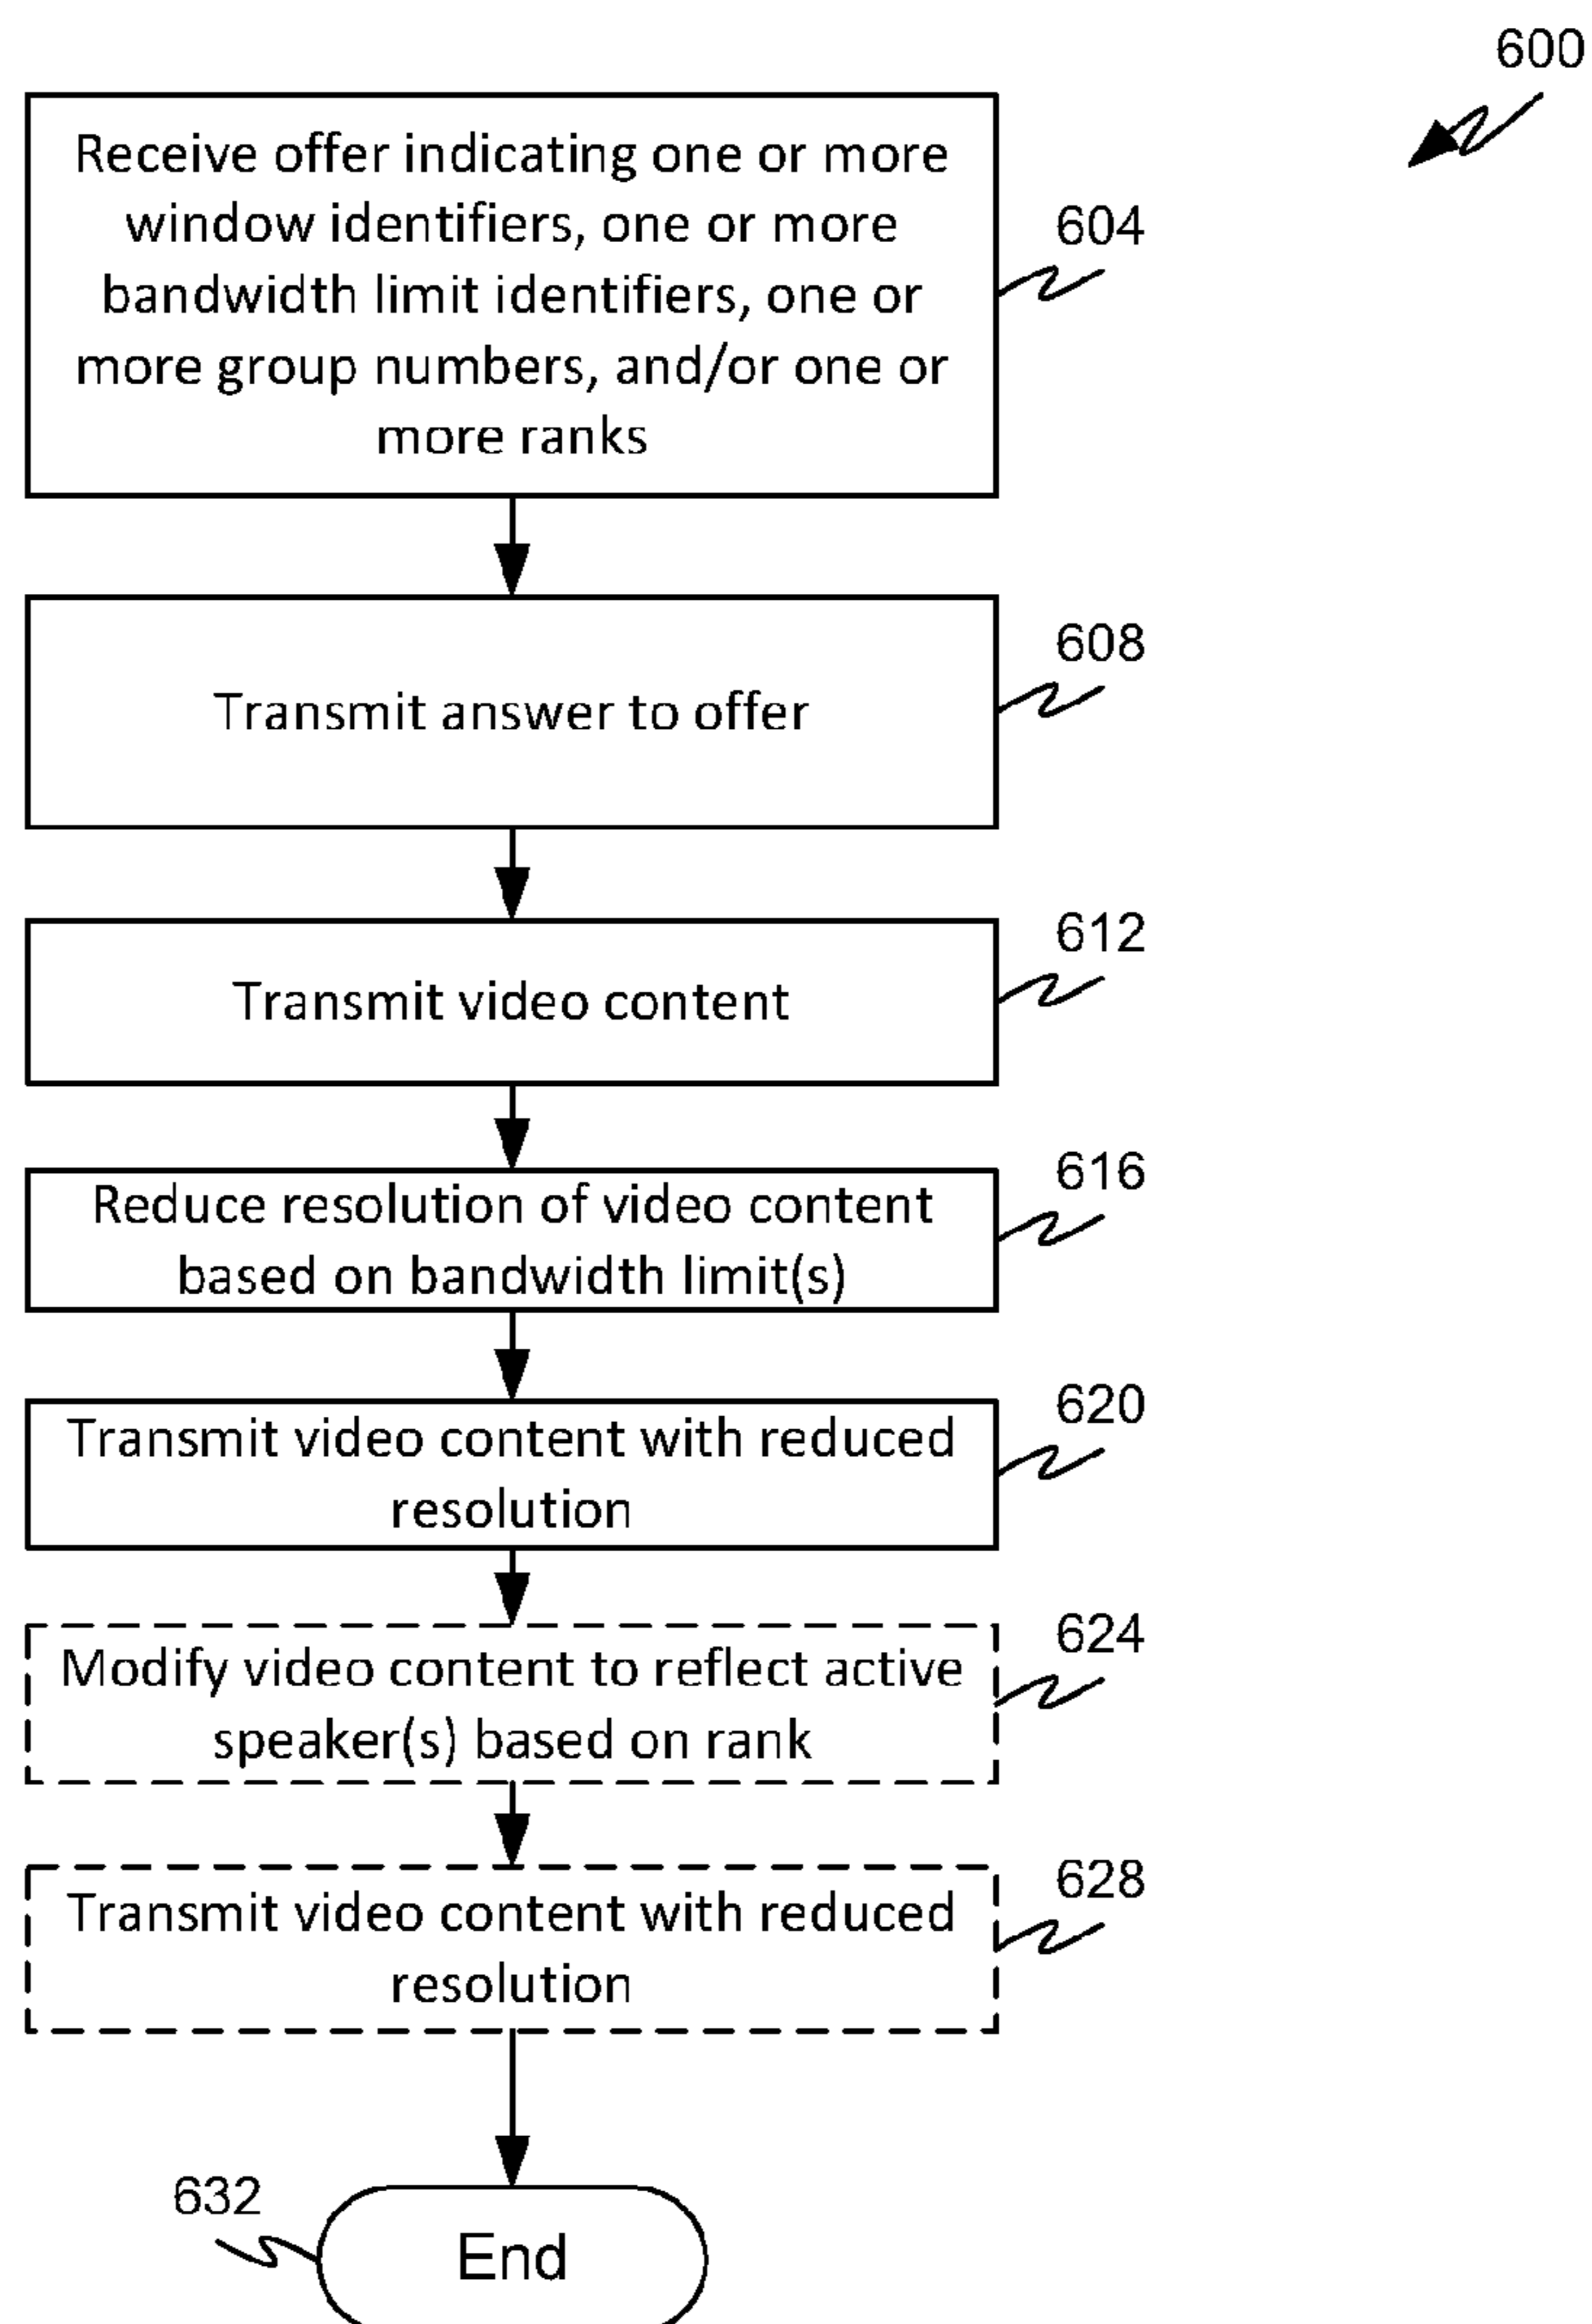 600
Receive offer indicating one or more
window identifiers, one or more
bandwidth limit identifiers, one or
more group numbers, and/or one or
more ranks
604
Transmit answer to offer
608
Transmit video content
612
Reduce resolution of video content
based on bandwidth limit(s)
616
Transmit video content with reduced
resolution
620
Modify video content to reflect active
speaker(s) based on rank
624
Transmit video content with reduced
resolution
628
632
End